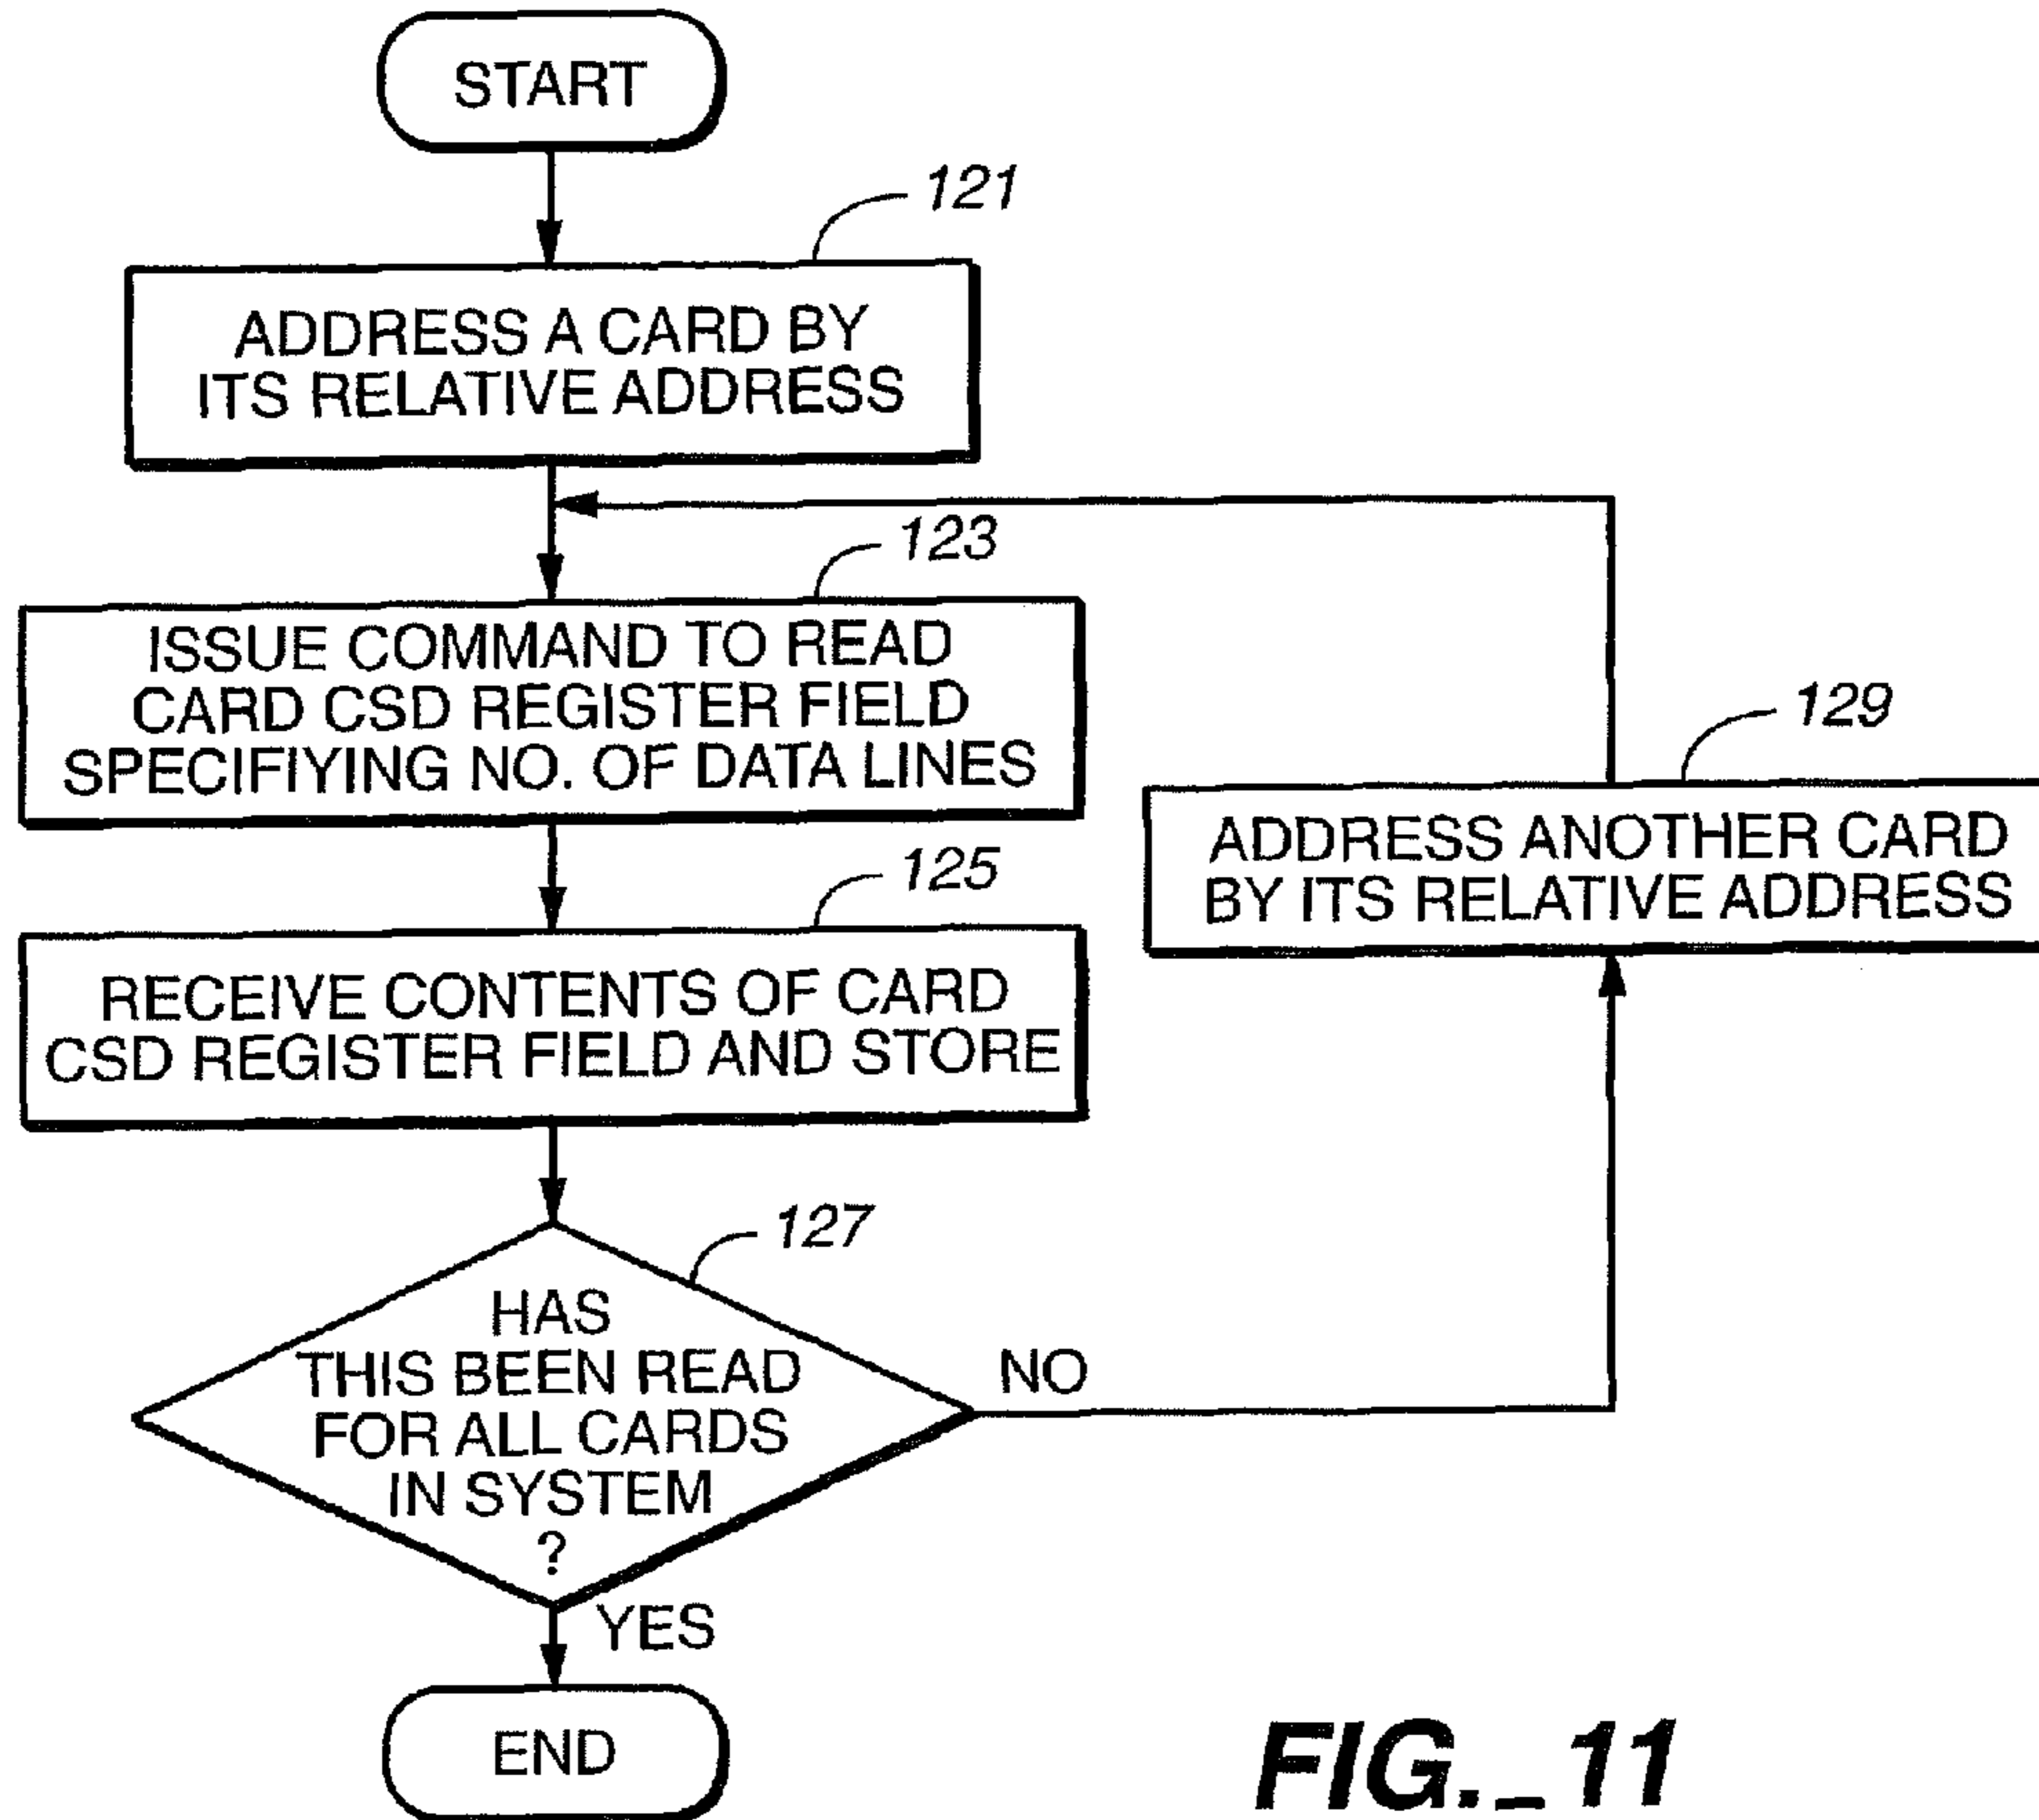 START
121
ADDRESS A CARD BY
ITS RELATIVE ADDRESS
123
ISSUE COMMAND TO READ
CARD CSD REGISTER FIELD
SPECIFIYING NO. OF DATA LINES
129
ADDRESS ANOTHER CARD
BY ITS RELATIVE ADDRESS
125
RECEIVE CONTENTS OF CARD
CSD REGISTER FIELD AND STORE
127
HAS
THIS BEEN READ
FOR ALL CARDS
IN SYSTEM
?
NO
YES
END
FIG._11